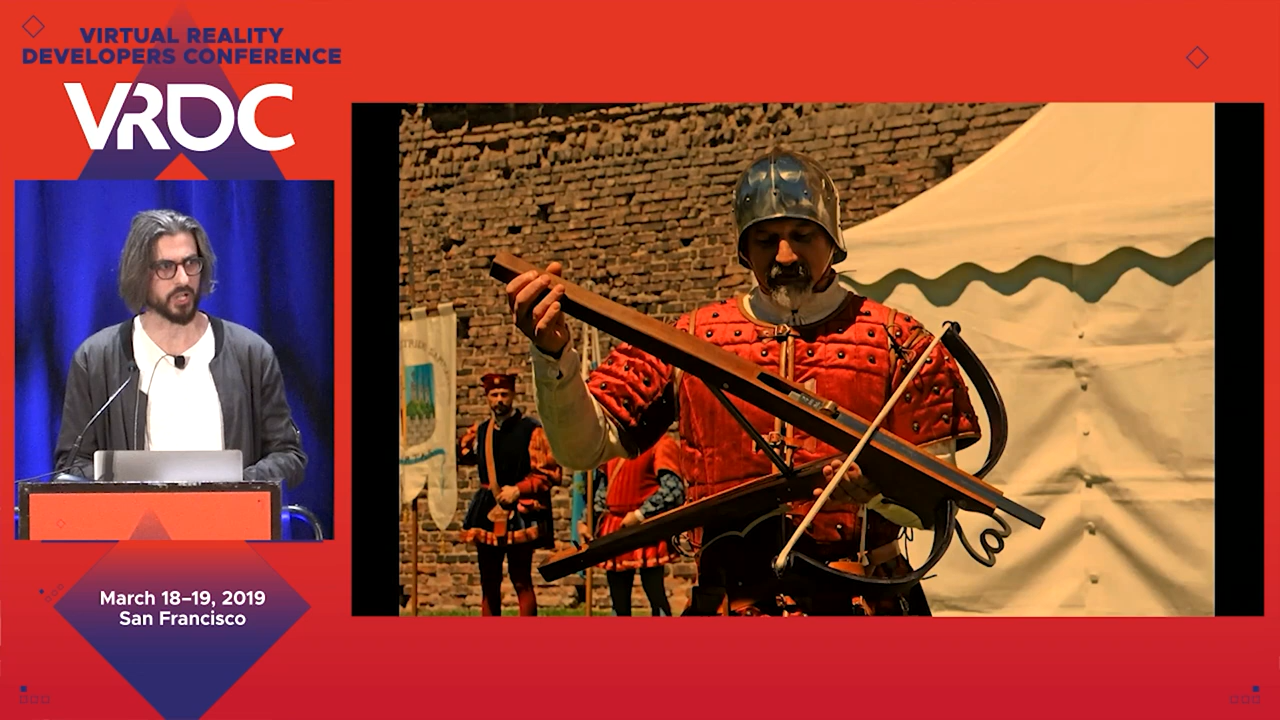 VIRTUAL REALITY
DEVELOPERS CONFERENCE
VRDC
March 18–19, 2019
San Francisco